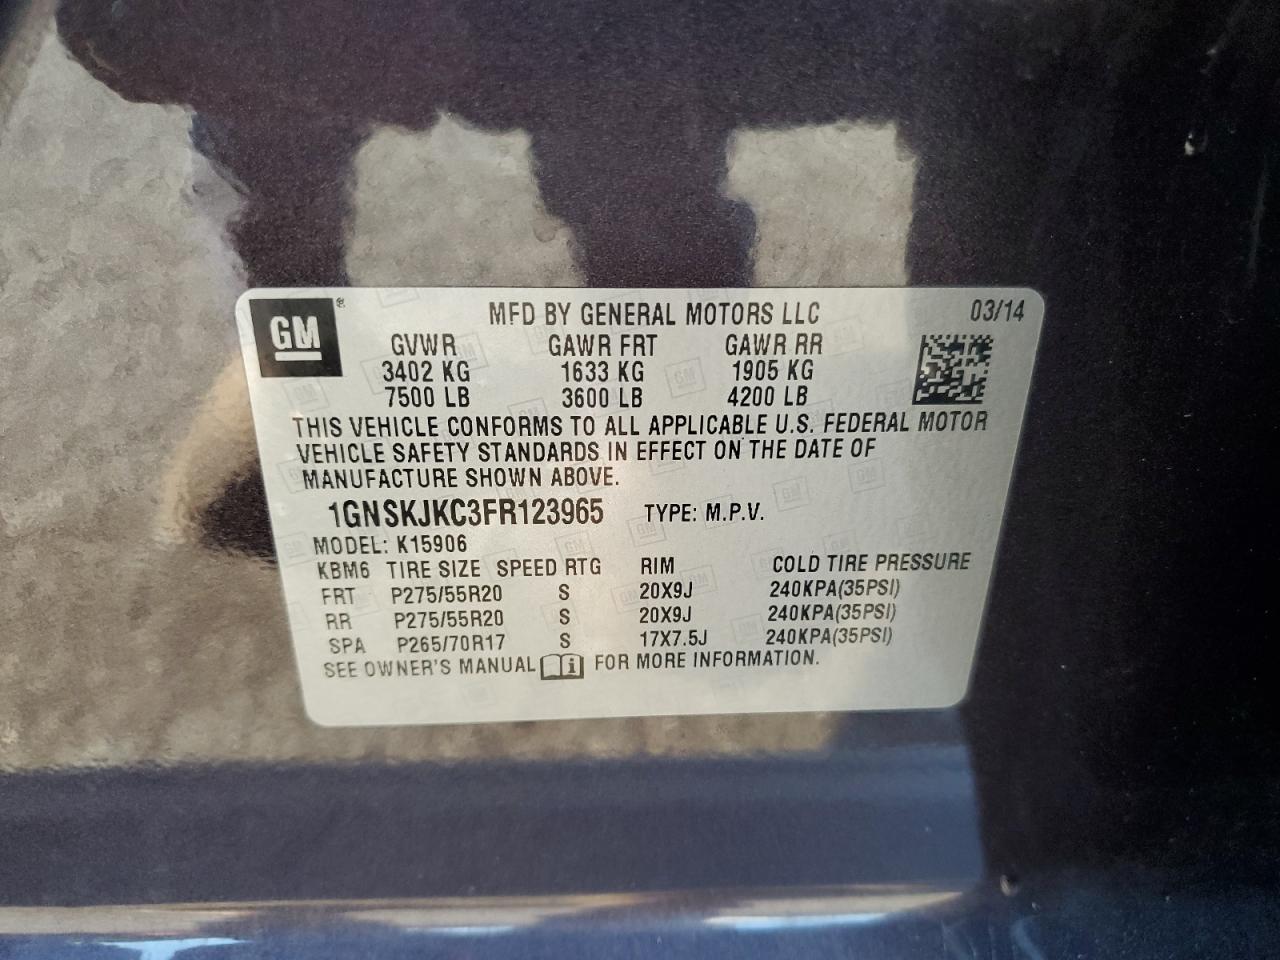 GM ®
MFD BY GENERAL MOTORS LLC 03/14
GVWR GAWR FRT GAWR RR
3402 KG 1633 KG 1905 KG
7500 LB 3600 LB 4200 LB
THIS VEHICLE CONFORMS TO ALL APPLICABLE U.S. FEDERAL MOTOR
VEHICLE SAFETY STANDARDS IN EFFECT ON THE DATE OF
MANUFACTURE SHOWN ABOVE.
1GNSKJKC3FR123965 TYPE: M.P.V.
MODEL: K15906
KBM6 TIRE SIZE SPEED RTG RIM COLD TIRE PRESSURE
FRT P275/55R20 S 20X9J 240KPA(35PSI)
RR P275/55R20 S 20X9J 240KPA(35PSI)
SPA P265/70R17 S 17X7.5J 240KPA(35PSI)
SEE OWNER'S MANUAL FOR MORE INFORMATION.